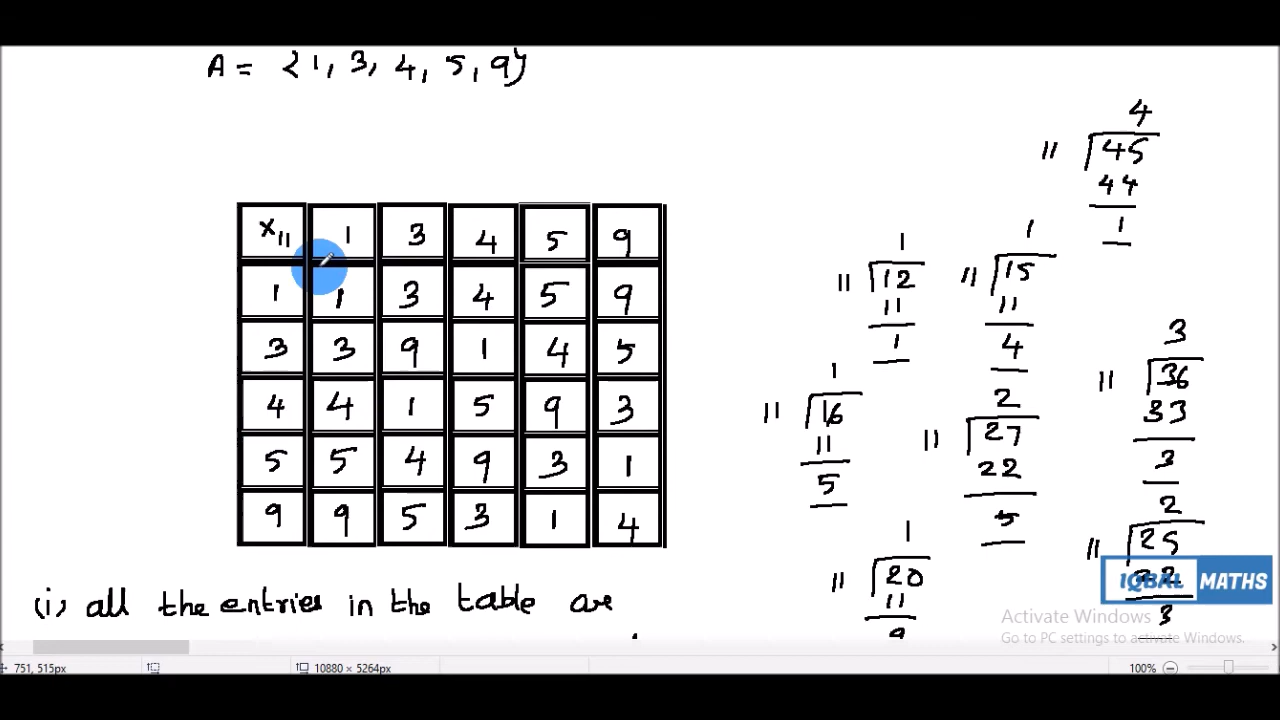 A = {1, 3, 4, 5, 9}
x11 1 3 4 5 9
1 1 3 4 5 9
3 3 9 1 4 5
4 4 1 5 9 3
5 5 4 9 3 1
9 9 5 3 1 4
(i) all the entries in the table are
4
11 45
44
1
1
11 12
11
1
1
11 15
11
4
3
11 36
33
3
1
11 16
11
5
2
11 27
22
5
2
11 25
22
3
1
11 20
11
9
IQBAL MATHS
Activate Windows
Go to PC settings to activate Windows.
751, 515px
10880 × 5264px
100%